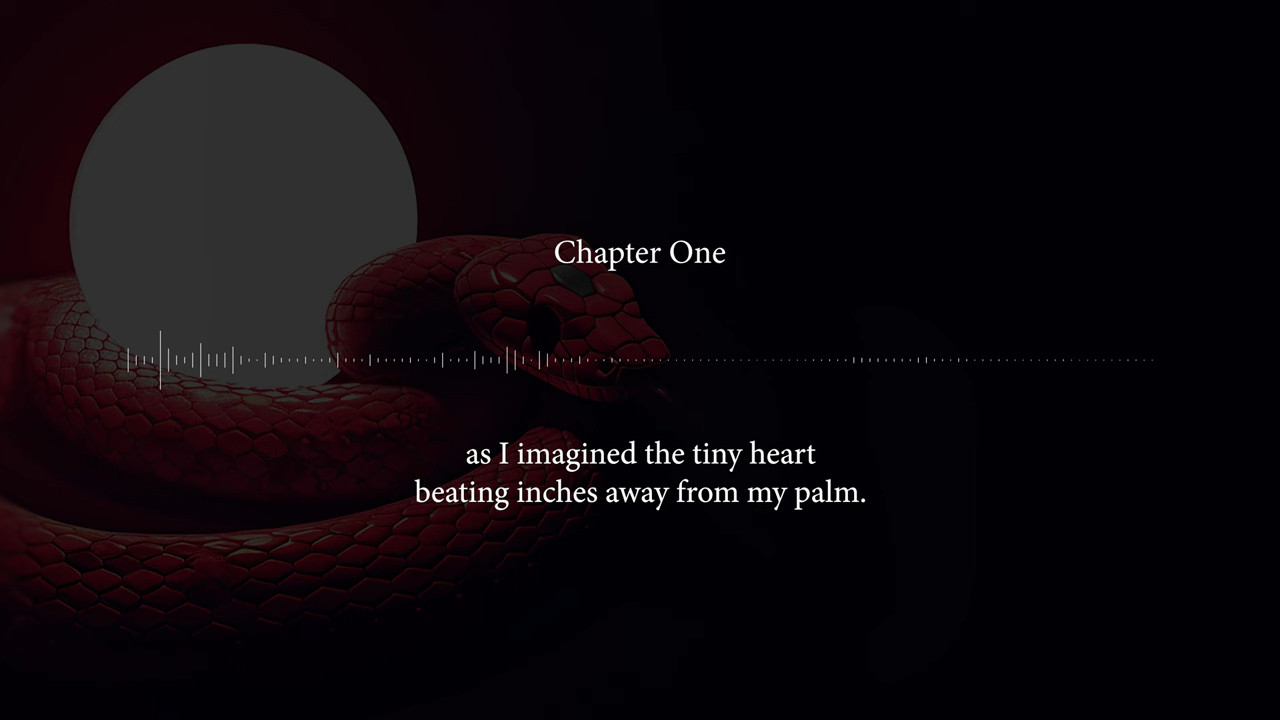 Chapter One
as I imagined the tiny heart
beating inches away from my palm.